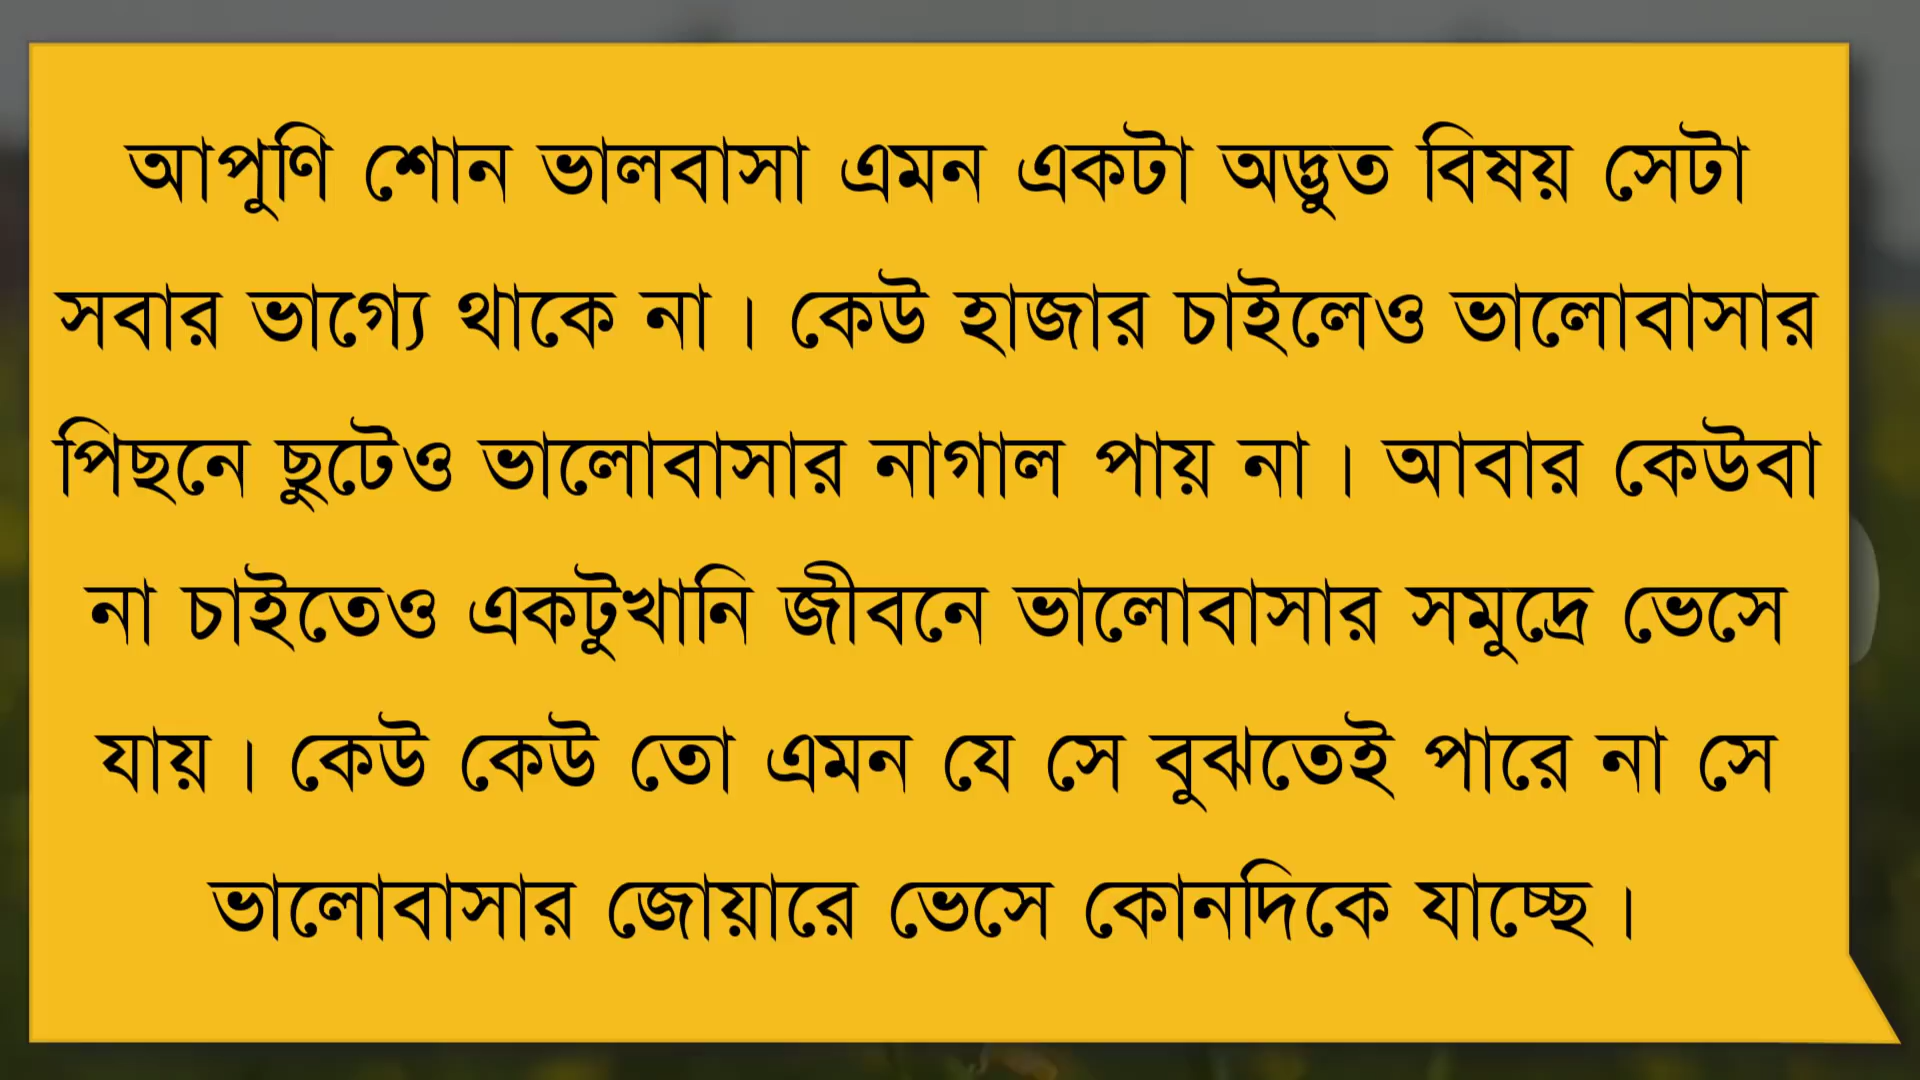 আপুণি শোন ভালবাসা এমন একটা অদ্ভুত বিষয় সেটা
সবার ভাগ্যে থাকে না । কেউ হাজার চাইলেও ভালোবাসার
পিছনে ছুটেও ভালোবাসার নাগাল পায় না । আবার কেউবা
না চাইতেও একটুখানি জীবনে ভালোবাসার সমুদ্রে ভেসে
যায় । কেউ কেউ তো এমন যে সে বুঝতেই পারে না সে
ভালোবাসার জোয়ারে ভেসে কোনদিকে যাচ্ছে ।